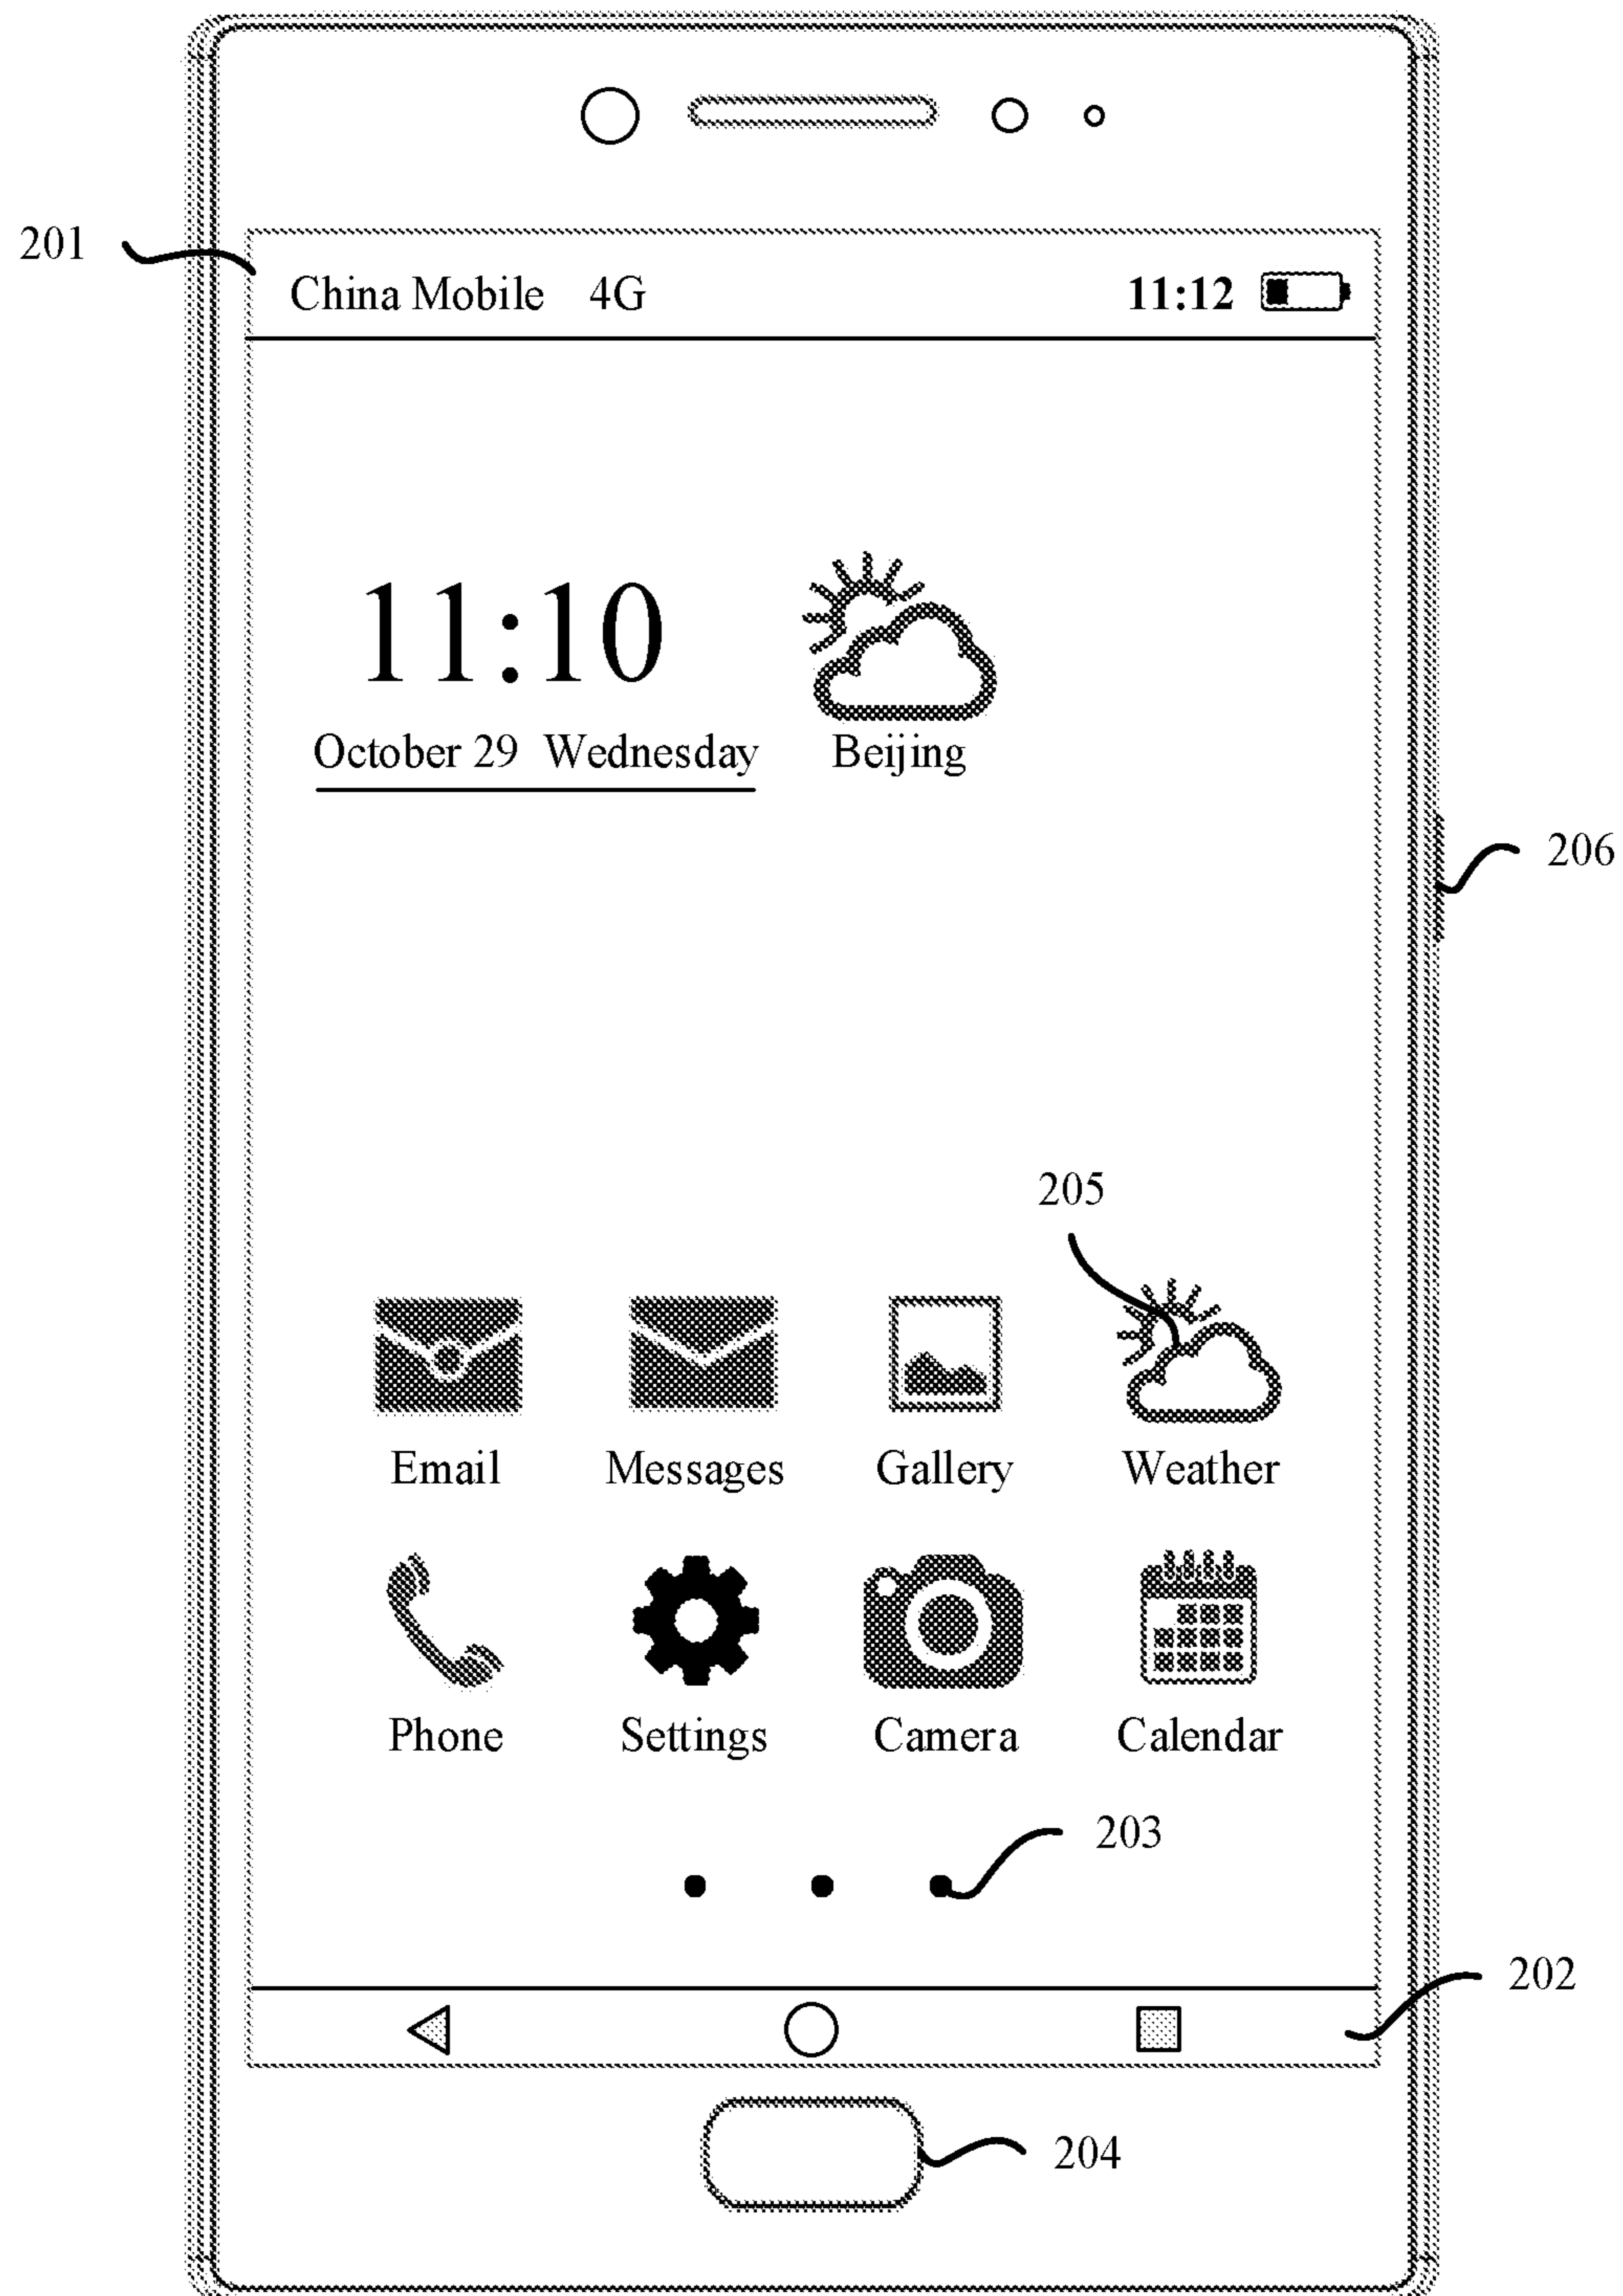 201
China Mobile 4G 11:12
11:10
October 29 Wednesday Beijing
206
205
Email Messages Gallery Weather
Phone Settings Camera Calendar
203
202
204